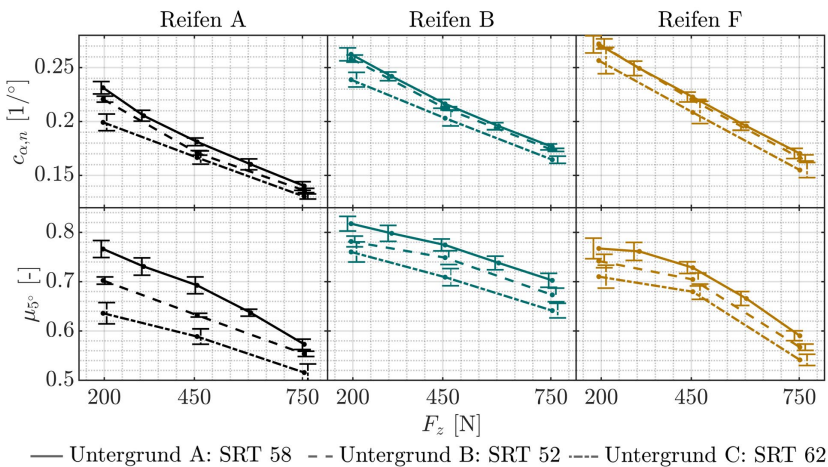 Reifen A Reifen B Reifen F
0.25
0.2
0.15
c_{α,n} [1/°]
0.8
0.7
0.6
0.5
μ_{5°} [-]
200 450 750 200 450 750 200 450 750
F_z [N]
Untergrund A: SRT 58 Untergrund B: SRT 52 Untergrund C: SRT 62